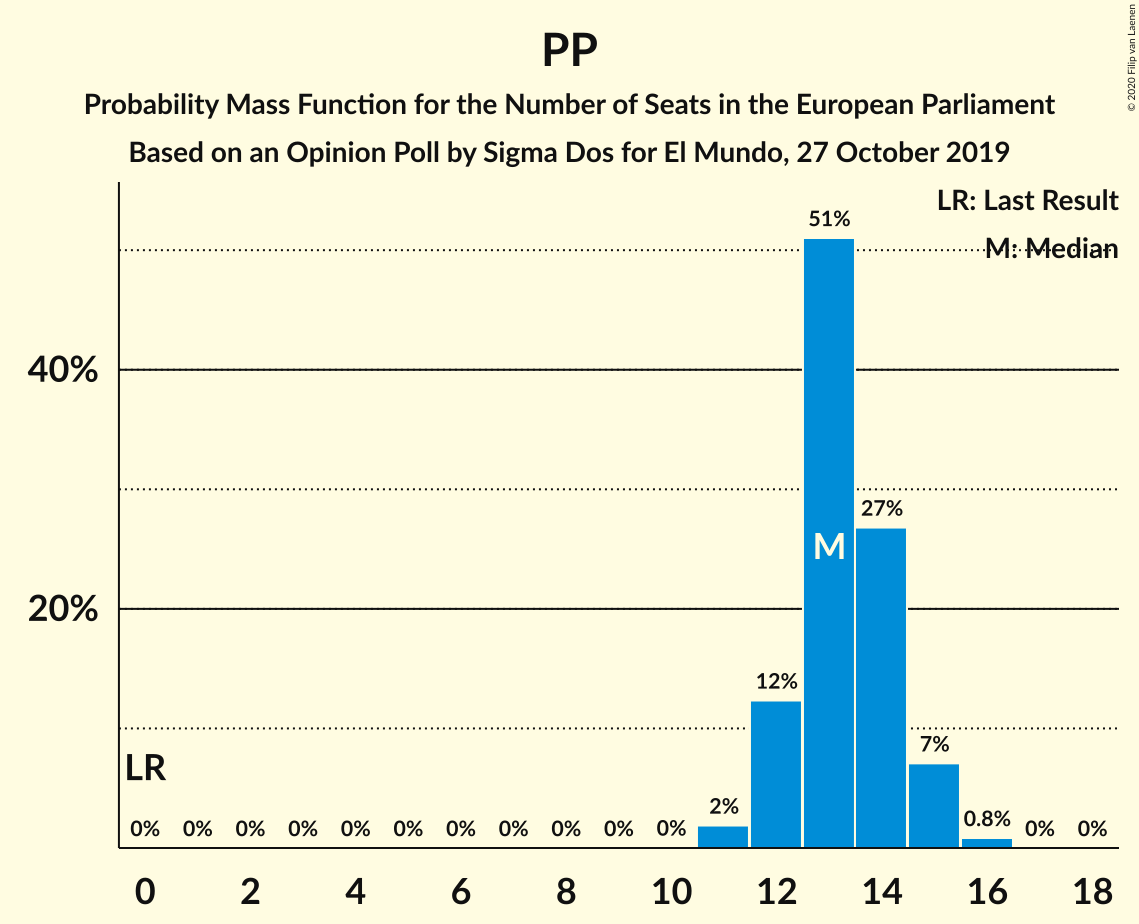 PP
Probability Mass Function for the Number of Seats in the European Parliament
Based on an Opinion Poll by Sigma Dos for El Mundo, 27 October 2019
© 2020 Filip van Laenen
LR: Last Result
M: Median
51%
40%
27%
M
20%
12%
7%
LR
2%
0.8%
0% 0% 0% 0% 0% 0% 0% 0% 0% 0% 0% 0% 0%
0 2 4 6 8 10 12 14 16 18